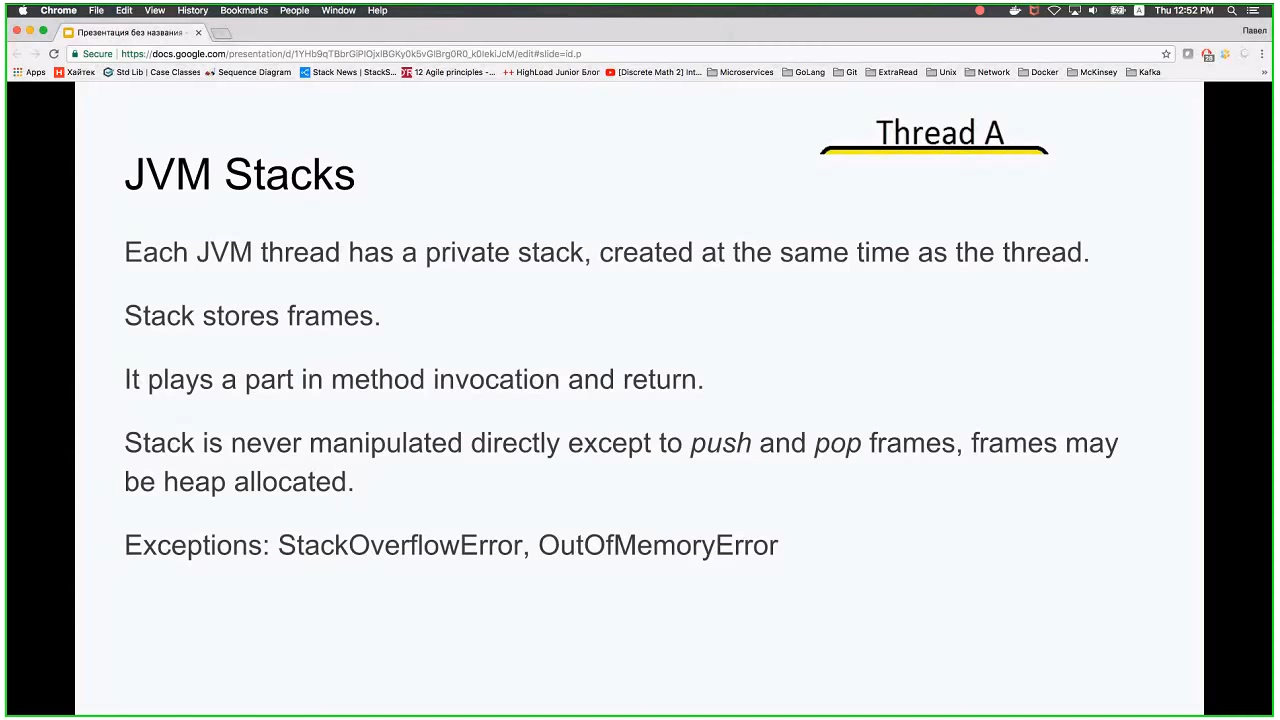 Chrome File Edit View History Bookmarks People Window Help Thu 12:52 PM
Презентация без названия - Павел
Secure https://docs.google.com/presentation/d/1YHb9qTBbrGiPIOjxlBGKy0k5vGIBrg0R0_k0IekiJcM/edit#slide=id.p
Apps Хайтек Std Lib | Case Classes Sequence Diagram Stack News | StackS... 12 Agile principles -... HighLoad Junior Блог [Discrete Math 2] Int... Microservices GoLang Git ExtraRead Unix Network Docker McKinsey Kafka »
Thread A
JVM Stacks
Each JVM thread has a private stack, created at the same time as the thread.
Stack stores frames.
It plays a part in method invocation and return.
Stack is never manipulated directly except to push and pop frames, frames may
be heap allocated.
Exceptions: StackOverflowError, OutOfMemoryError